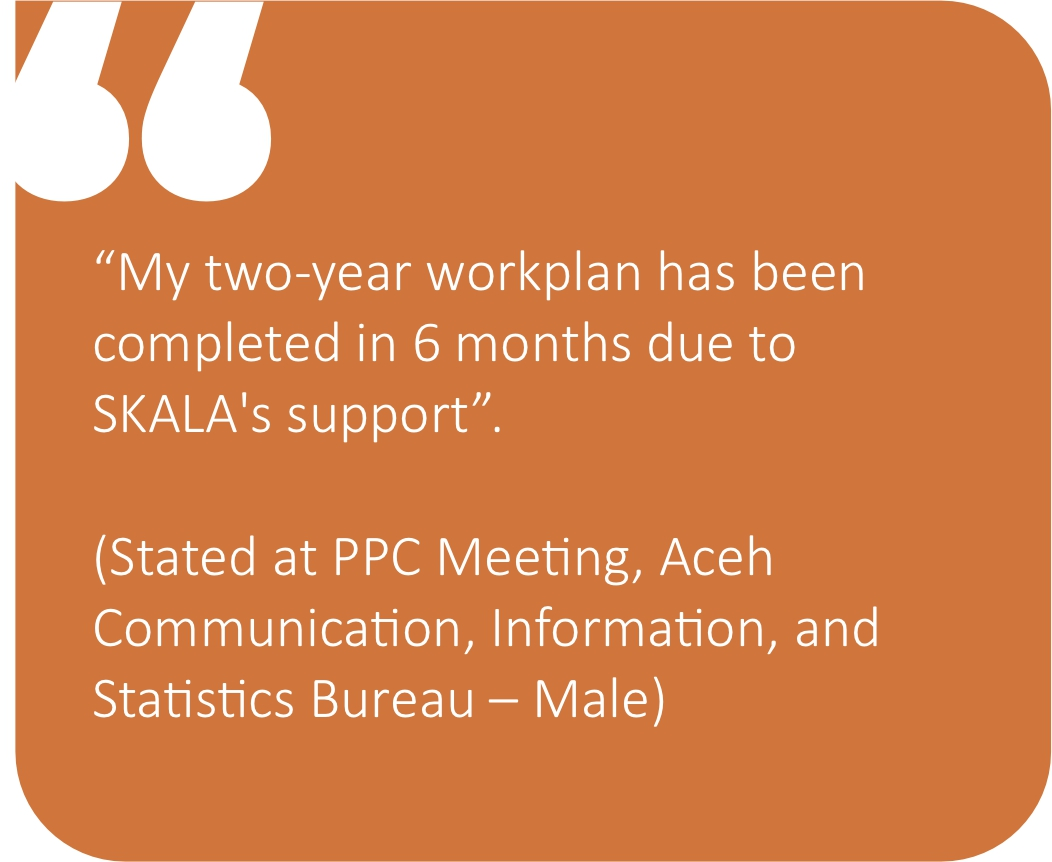 “My two-year workplan has been
completed in 6 months due to
SKALA's support”.
(Stated at PPC Meeting, Aceh
Communication, Information, and
Statistics Bureau – Male)